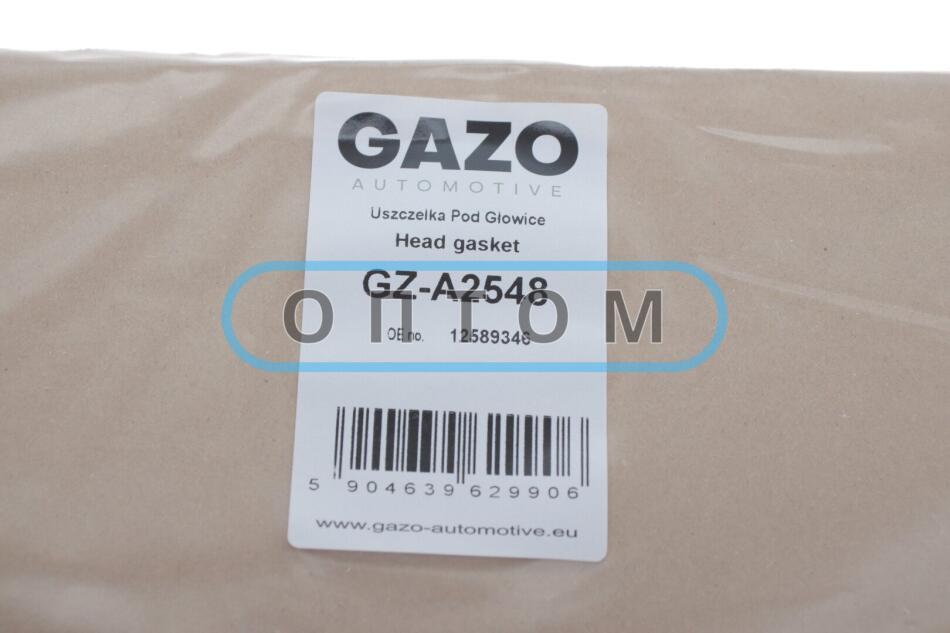 GAZO
AUTOMOTIVE
Uszczelka Pod Głowice
Head gasket
GZ-A2548
ОПТОМ
OE no. 12589346
5 904639 629906
www.gazo-automotive.eu